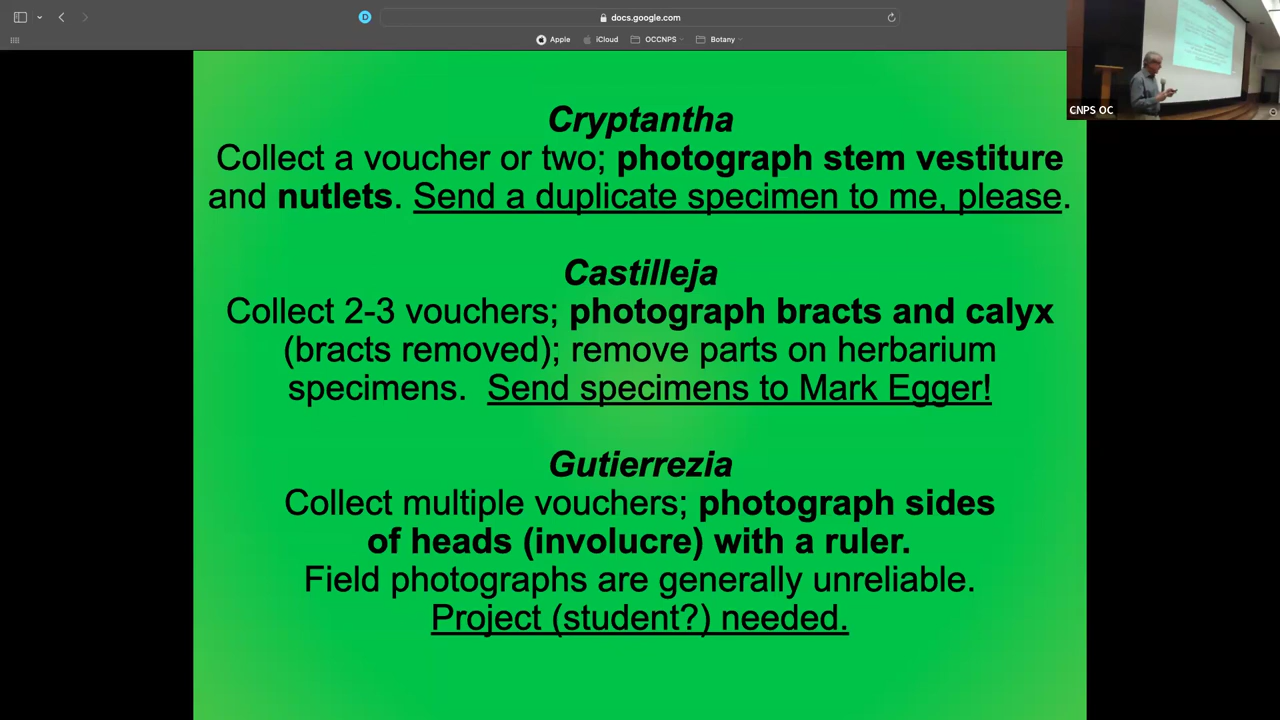 docs.google.com
Apple
iCloud
OCCNPS
Botany
CNPS OC
Cryptantha
Collect a voucher or two; photograph stem vestiture
and nutlets. Send a duplicate specimen to me, please.
Castilleja
Collect 2-3 vouchers; photograph bracts and calyx
(bracts removed); remove parts on herbarium
specimens. Send specimens to Mark Egger!
Gutierrezia
Collect multiple vouchers; photograph sides
of heads (involucre) with a ruler.
Field photographs are generally unreliable.
Project (student?) needed.